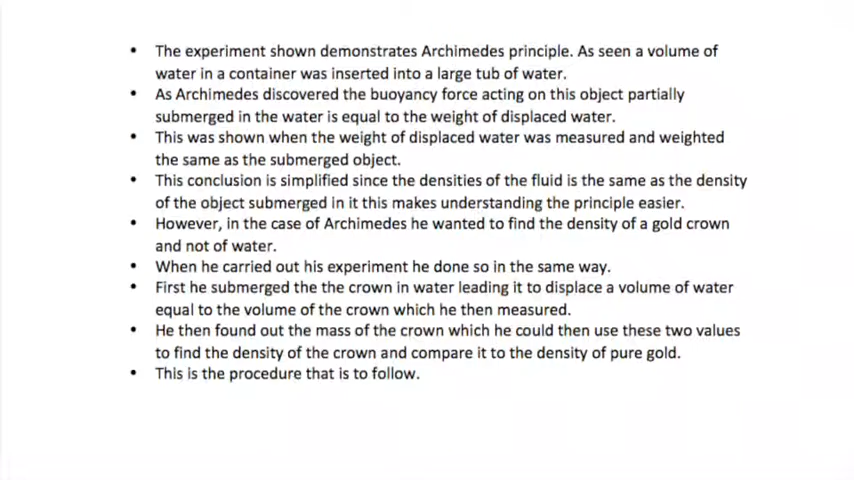 • The experiment shown demonstrates Archimedes principle. As seen a volume of
water in a container was inserted into a large tub of water.
• As Archimedes discovered the buoyancy force acting on this object partially
submerged in the water is equal to the weight of displaced water.
• This was shown when the weight of displaced water was measured and weighted
the same as the submerged object.
• This conclusion is simplified since the densities of the fluid is the same as the density
of the object submerged in it this makes understanding the principle easier.
• However, in the case of Archimedes he wanted to find the density of a gold crown
and not of water.
• When he carried out his experiment he done so in the same way.
• First he submerged the the crown in water leading it to displace a volume of water
equal to the volume of the crown which he then measured.
• He then found out the mass of the crown which he could then use these two values
to find the density of the crown and compare it to the density of pure gold.
• This is the procedure that is to follow.